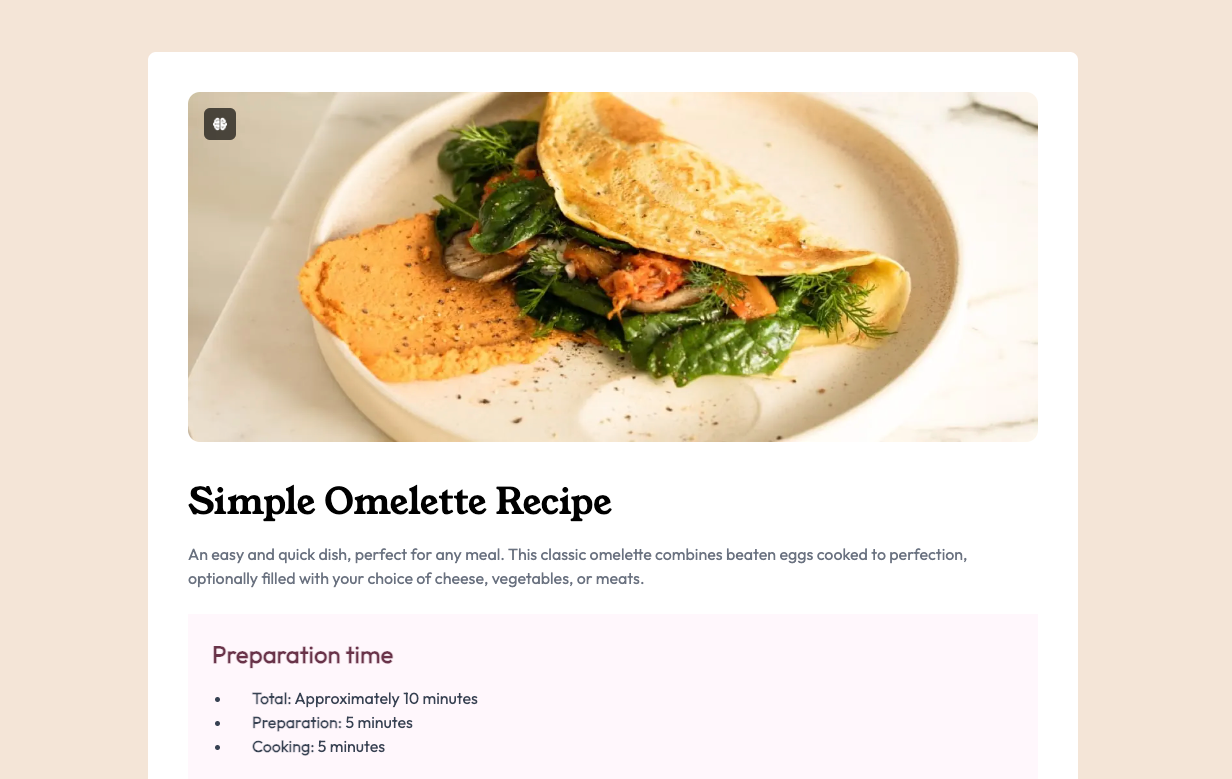 Simple Omelette Recipe
An easy and quick dish, perfect for any meal. This classic omelette combines beaten eggs cooked to perfection,
optionally filled with your choice of cheese, vegetables, or meats.
Preparation time
• Total: Approximately 10 minutes
• Preparation: 5 minutes
• Cooking: 5 minutes